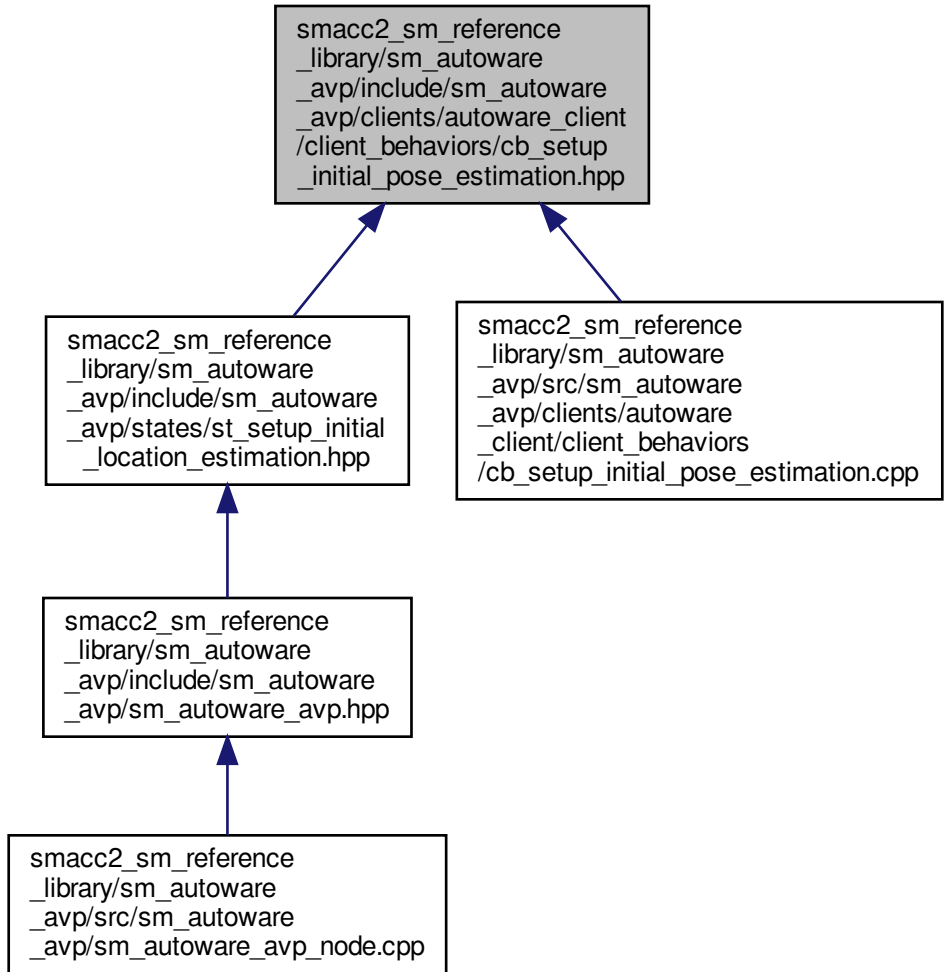 smacc2_sm_reference
_library/sm_autoware
_avp/include/sm_autoware
_avp/clients/autoware_client
/client_behaviors/cb_setup
_initial_pose_estimation.hpp
smacc2_sm_reference
_library/sm_autoware
_avp/include/sm_autoware
_avp/states/st_setup_initial
_location_estimation.hpp
smacc2_sm_reference
_library/sm_autoware
_avp/src/sm_autoware
_avp/clients/autoware
_client/client_behaviors
/cb_setup_initial_pose_estimation.cpp
smacc2_sm_reference
_library/sm_autoware
_avp/include/sm_autoware
_avp/sm_autoware_avp.hpp
smacc2_sm_reference
_library/sm_autoware
_avp/src/sm_autoware
_avp/sm_autoware_avp_node.cpp